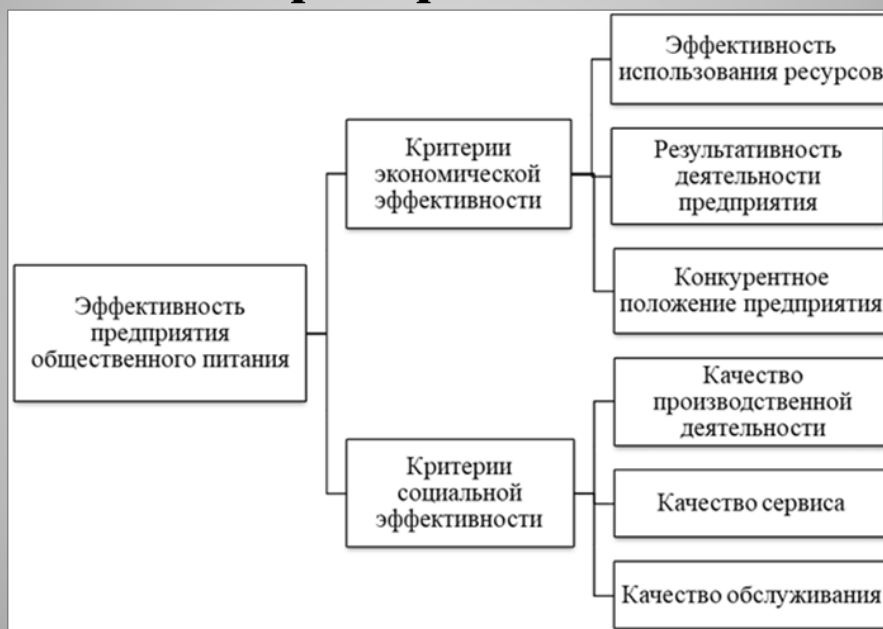 Эффективность
предприятия
общественного питания
Критерии
экономической
эффективности
Эффективность
использования ресурсов
Результативность
деятельности
предприятия
Конкурентное
положение предприятия
Критерии
социальной
эффективности
Качество
производственной
деятельности
Качество сервиса
Качество обслуживания